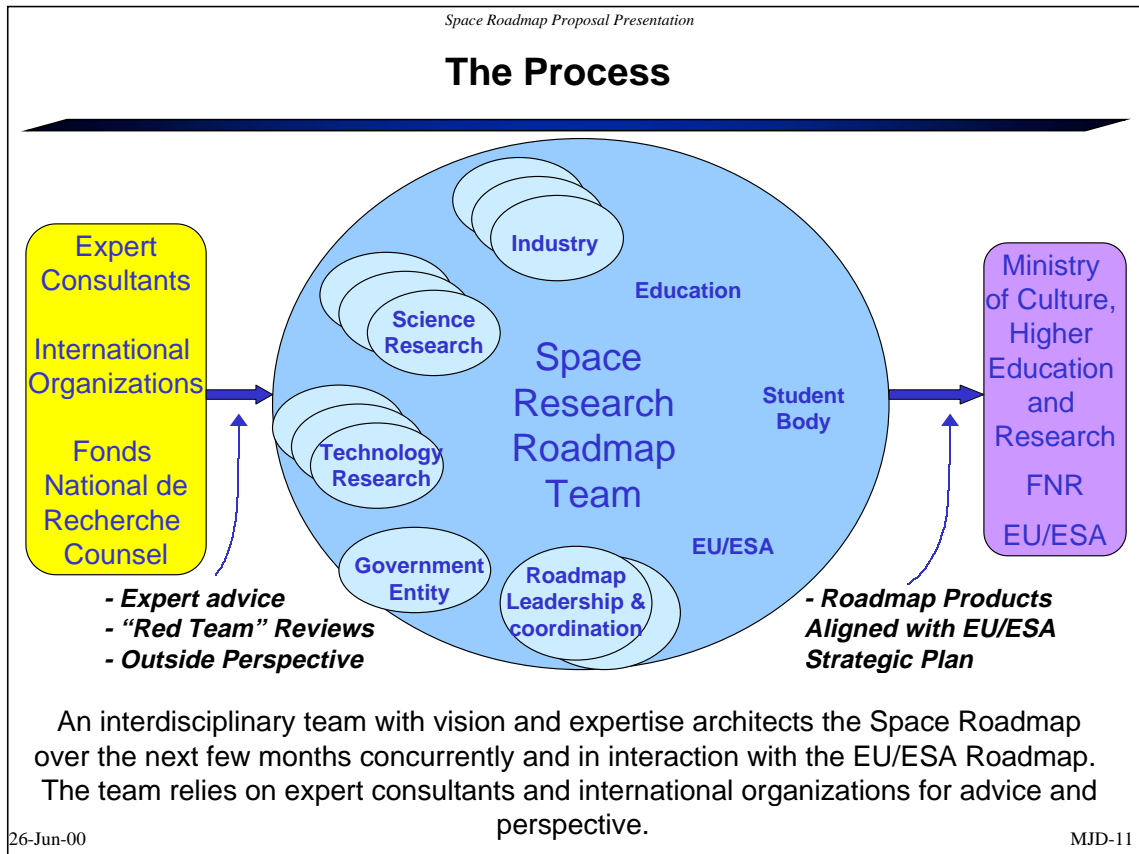 Space Roadmap Proposal Presentation
The Process
Expert
Consultants
International
Organizations
Fonds
National de
Recherche
Counsel
- Expert advice
- “Red Team” Reviews
- Outside Perspective
Industry
Education
Science
Research
Space
Research
Roadmap
Team
Student
Body
Technology
Research
EU/ESA
Government
Entity
Roadmap
Leadership &
coordination
Ministry
of Culture,
Higher
Education
and
Research
FNR
EU/ESA
- Roadmap Products
Aligned with EU/ESA
Strategic Plan
An interdisciplinary team with vision and expertise architects the Space Roadmap
over the next few months concurrently and in interaction with the EU/ESA Roadmap.
The team relies on expert consultants and international organizations for advice and
perspective.
26-Jun-00
MJD-11